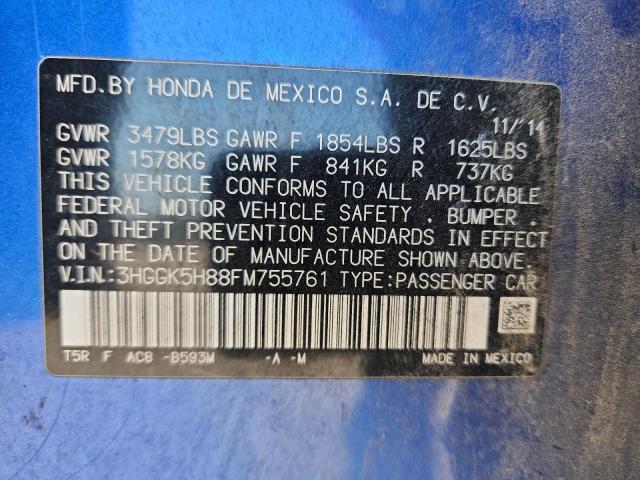 MFD.BY HONDA DE MEXICO S.A. DE C.V.
11/'14
GVWR 3479LBS GAWR F 1854LBS R 1625LBS
GVWR 1578KG GAWR F 841KG R 737KG
THIS VEHICLE CONFORMS TO ALL APPLICABLE
FEDERAL MOTOR VEHICLE SAFETY , BUMPER ,
AND THEFT PREVENTION STANDARDS IN EFFECT
ON THE DATE OF MANUFACTURE SHOWN ABOVE.
V.I.N.:3HGGK5H88FM755761 TYPE:PASSENGER CAR
T5R F AC8 -B593M -A -M MADE IN MEXICO